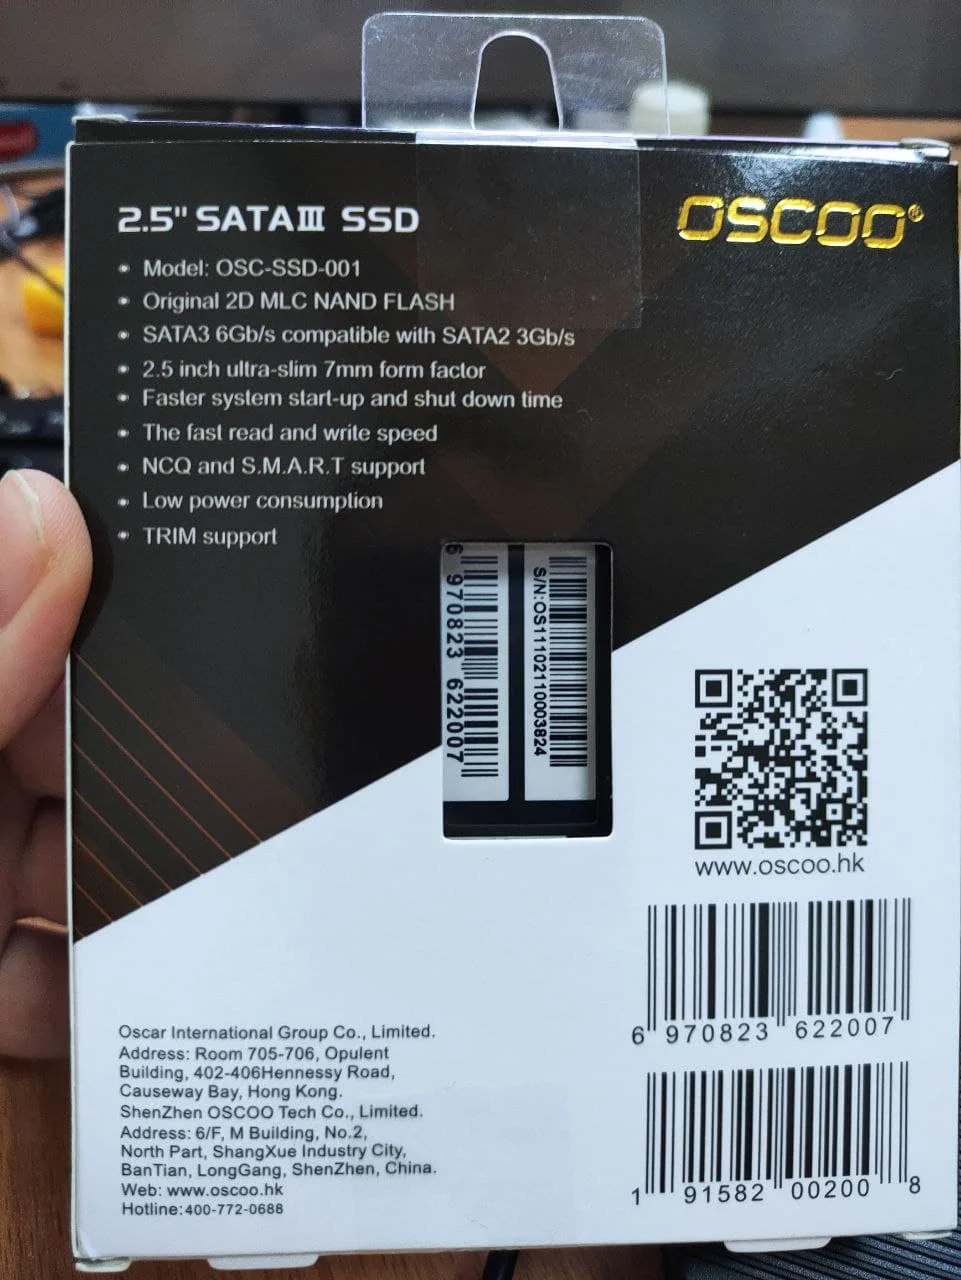 2.5" SATAIII SSD
OSCOO®
• Model: OSC-SSD-001
• Original 2D MLC NAND FLASH
• SATA3 6Gb/s compatible with SATA2 3Gb/s
• 2.5 inch ultra-slim 7mm form factor
• Faster system start-up and shut down time
• The fast read and write speed
• NCQ and S.M.A.R.T support
• Low power consumption
• TRIM support
6 970823 622007
S/N:OS11102110003824
www.oscoo.hk
6 970823 622007
1 91582 00200 8
Oscar International Group Co., Limited.
Address: Room 705-706, Opulent
Building, 402-406Hennessy Road,
Causeway Bay, Hong Kong.
ShenZhen OSCOO Tech Co., Limited.
Address: 6/F, M Building, No.2,
North Part, ShangXue Industry City,
BanTian, LongGang, ShenZhen, China.
Web: www.oscoo.hk
Hotline:400-772-0688